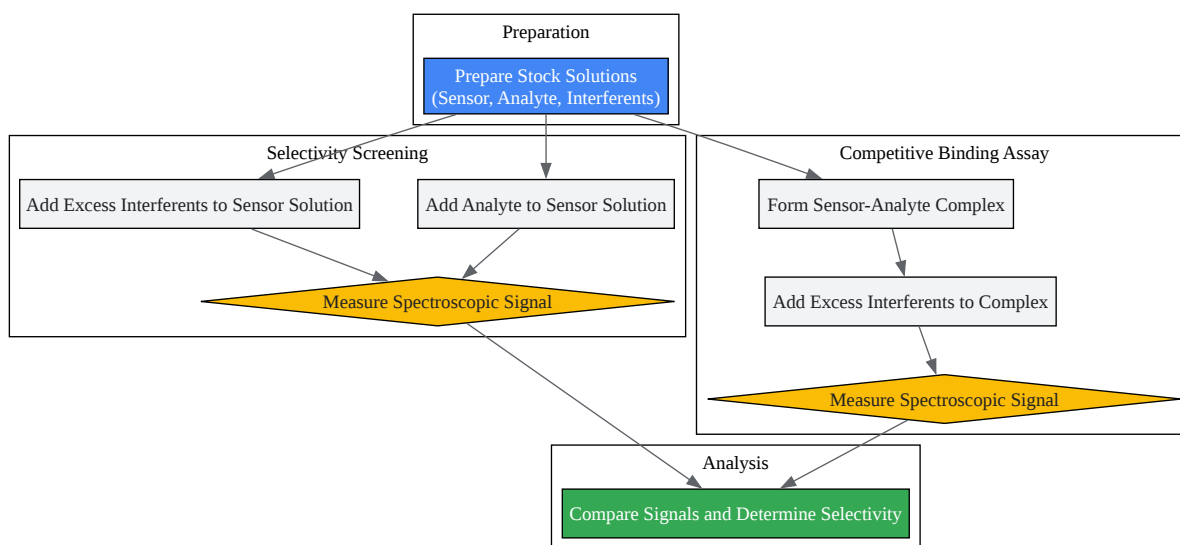 Preparation
Prepare Stock Solutions
(Sensor, Analyte, Interferents)
Selectivity Screening
Competitive Binding Assay
Add Excess Interferents to Sensor Solution
Add Analyte to Sensor Solution
Form Sensor-Analyte Complex
Measure Spectroscopic Signal
Add Excess Interferents to Complex
Measure Spectroscopic Signal
Analysis
Compare Signals and Determine Selectivity